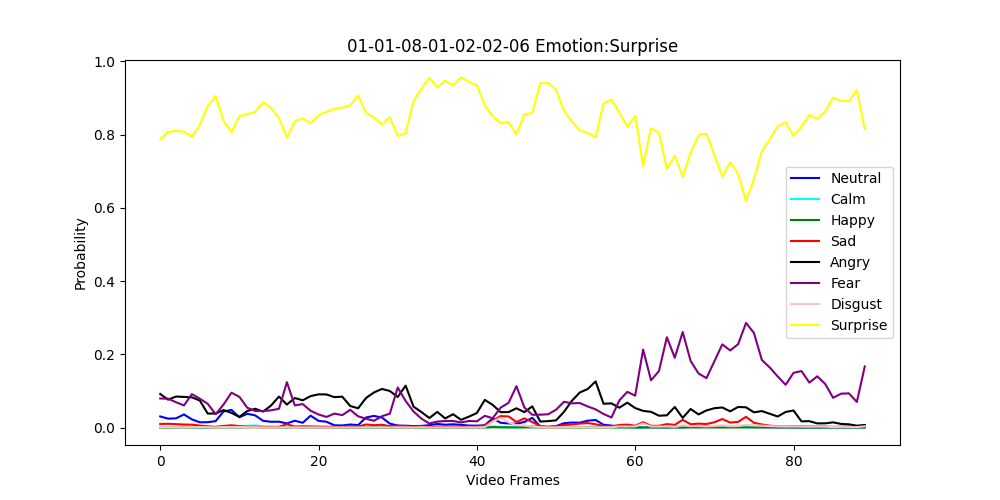 01-01-08-01-02-02-06 Emotion:Surprise
Probability
1.0
0.8
0.6
0.4
0.2
0.0
0
20
40
60
80
Video Frames
Neutral
Calm
Happy
Sad
Angry
Fear
Disgust
Surprise